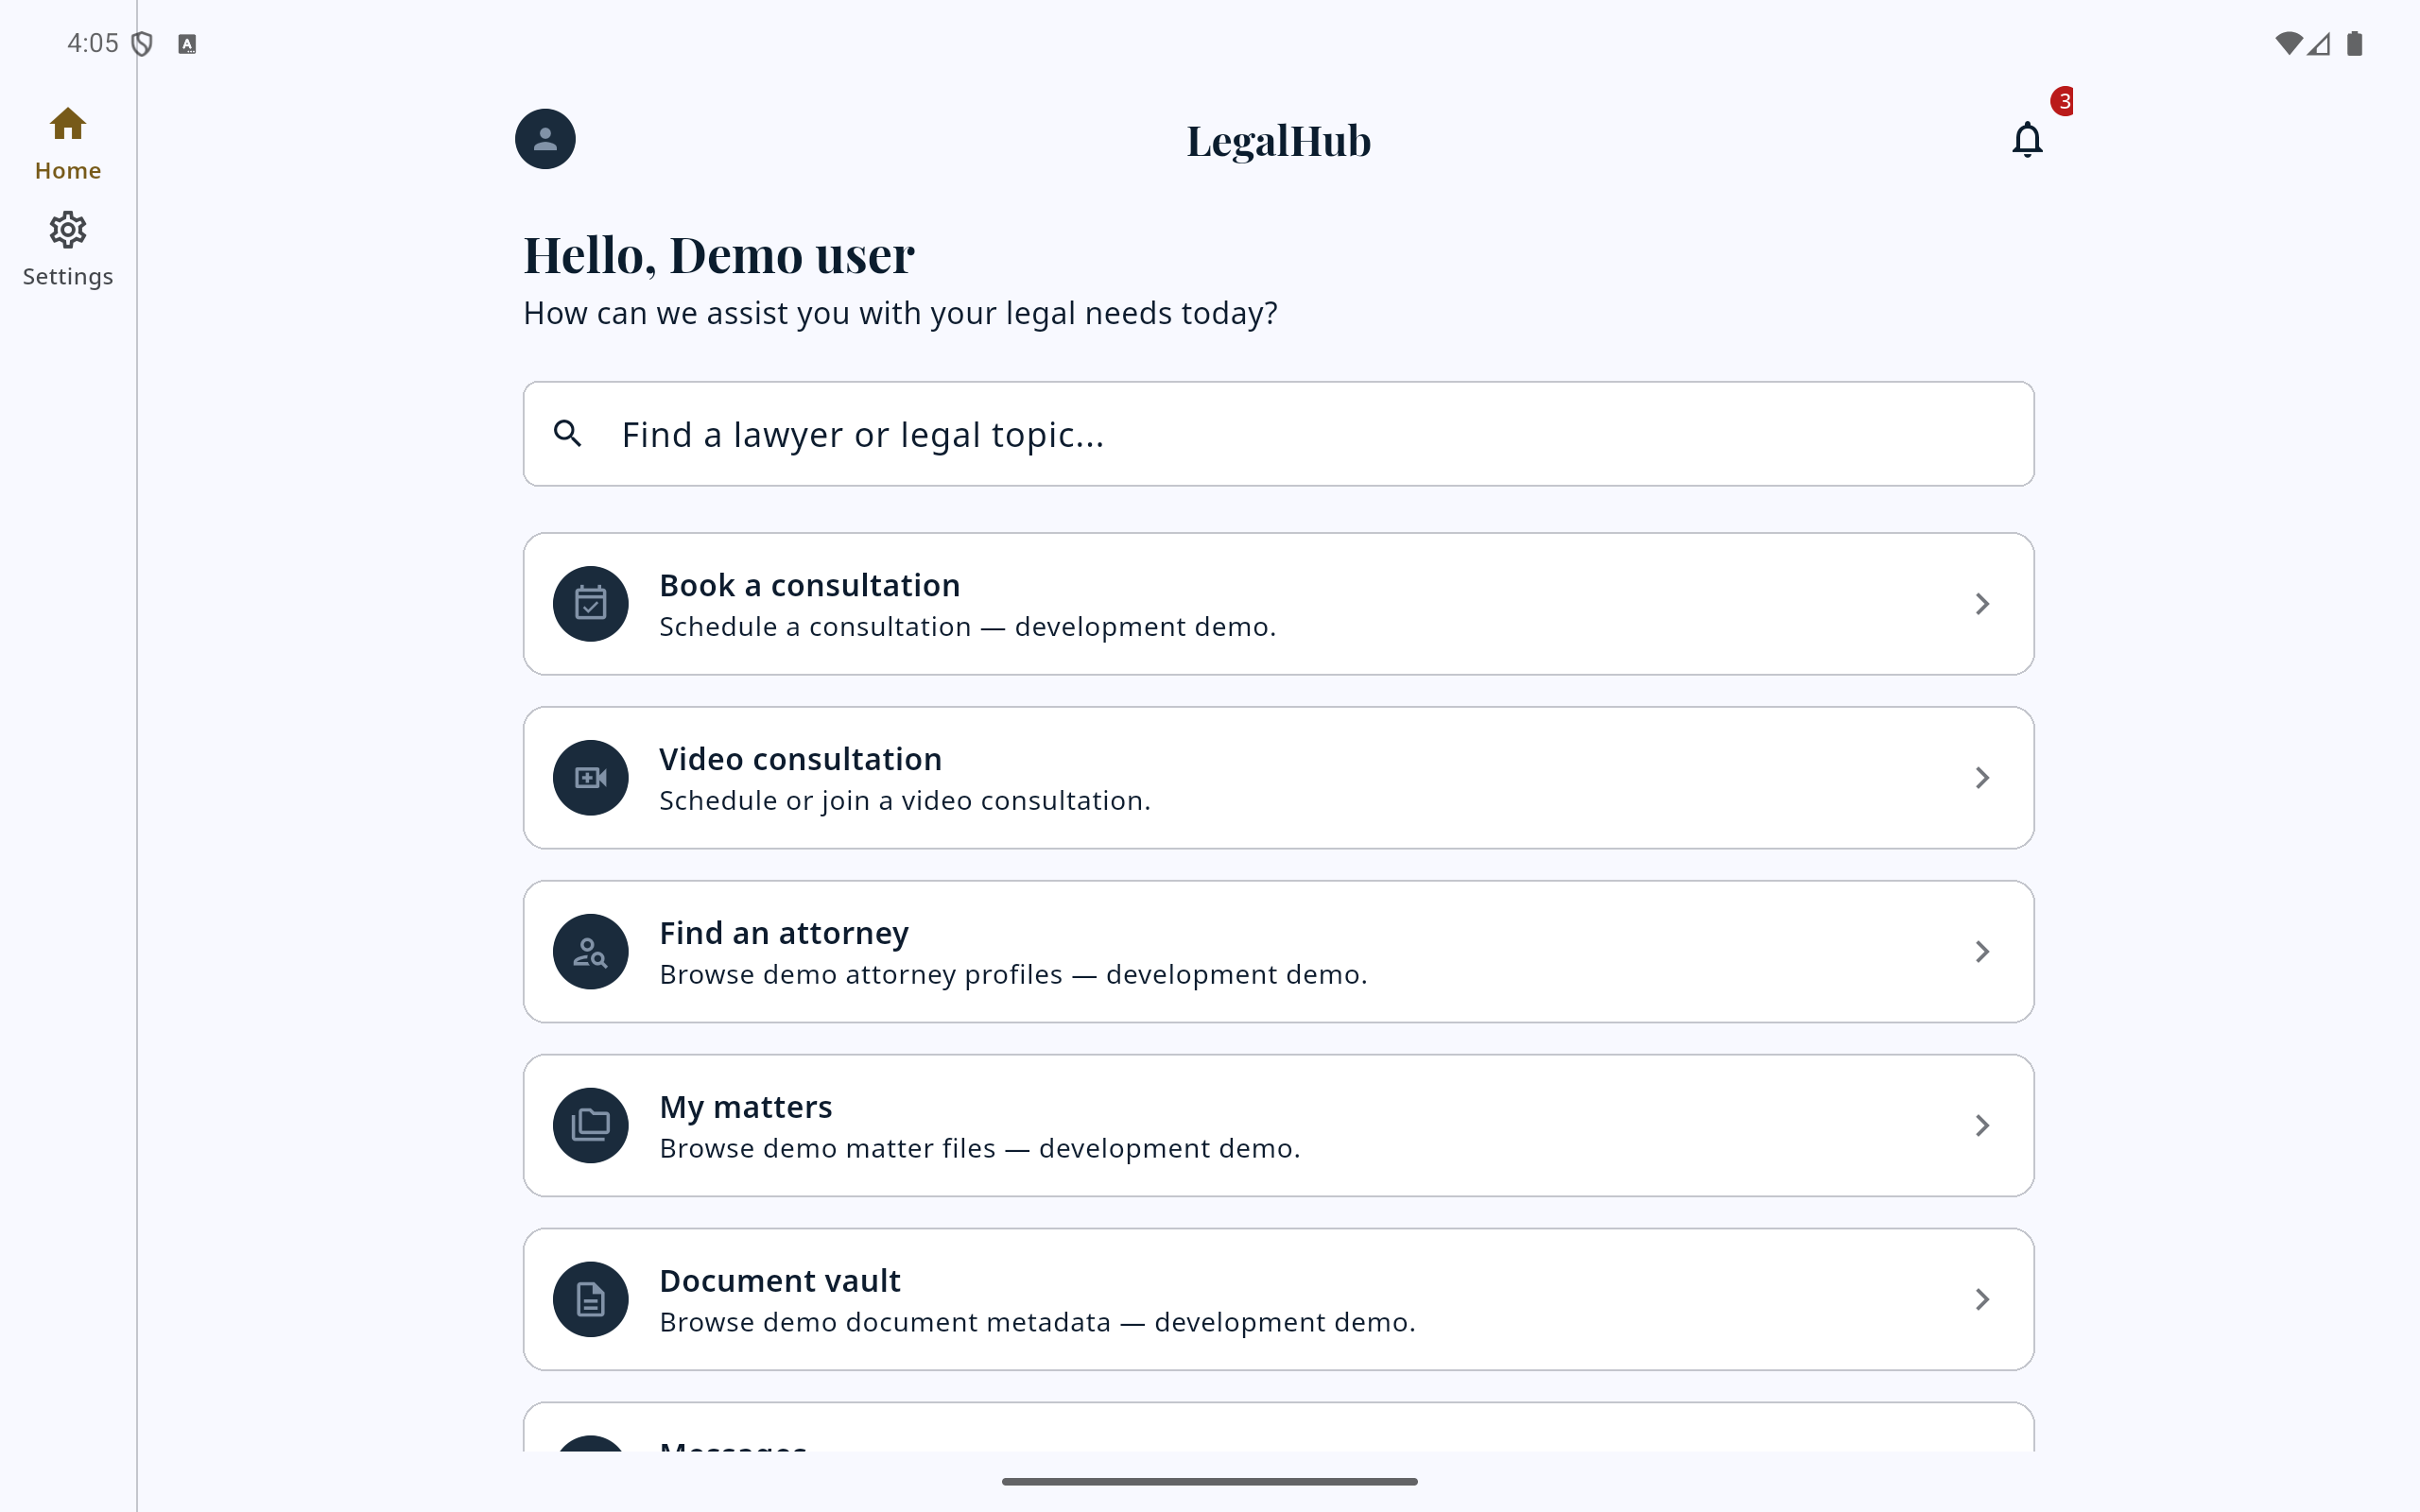 4:05
LegalHub
3
Home
Settings
Hello, Demo user
How can we assist you with your legal needs today?
Find a lawyer or legal topic...
Book a consultation
Schedule a consultation — development demo.
Video consultation
Schedule or join a video consultation.
Find an attorney
Browse demo attorney profiles — development demo.
My matters
Browse demo matter files — development demo.
Document vault
Browse demo document metadata — development demo.
Messages